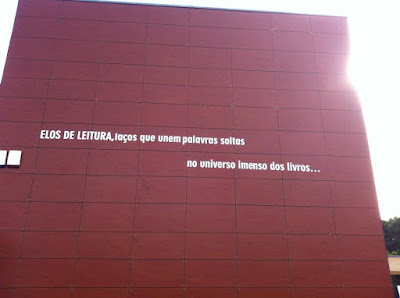 ELOS DE LEITURA, laços que unem palavras soltas
no universo imenso dos livros...